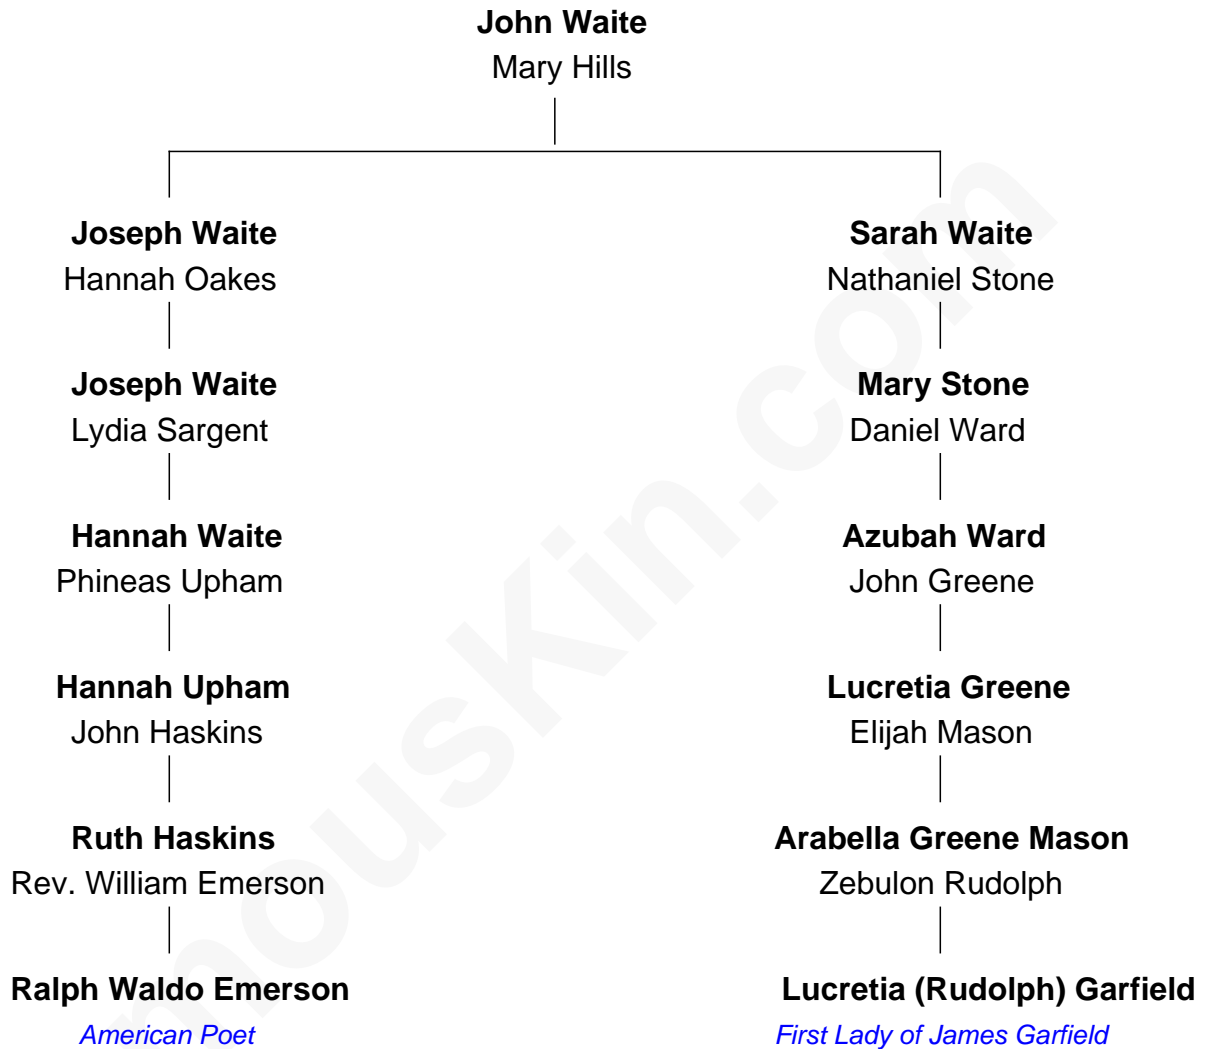 John Waite
Mary Hills
Joseph Waite
Hannah Oakes
Sarah Waite
Nathaniel Stone
Joseph Waite
Lydia Sargent
Mary Stone
Daniel Ward
Hannah Waite
Phineas Upham
Azubah Ward
John Greene
Hannah Upham
John Haskins
Lucretia Greene
Elijah Mason
Ruth Haskins
Rev. William Emerson
Arabella Greene Mason
Zebulon Rudolph
Ralph Waldo Emerson
American Poet
Lucretia (Rudolph) Garfield
First Lady of James Garfield
mousKin.com